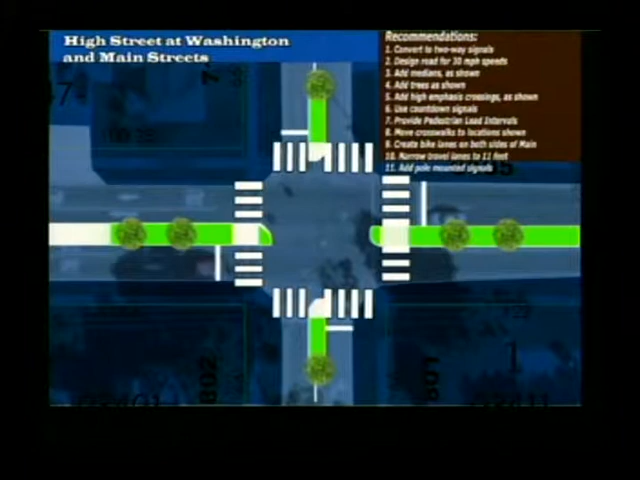 High Street at Washington
and Main Streets
Recommendations:
1. Convert to two-way signals
2. Design road for 30 mph speeds
3. Add medians, as shown
4. Add trees as shown
5. Add high emphasis crossings, as shown
6. Use countdown signals
7. Provide Pedestrian Lead Intervals
8. Move crosswalks to locations shown
9. Create bike lanes on both sides of Main
10. Narrow travel lanes to 11 feet
11. Add pole mounted signals
802
801